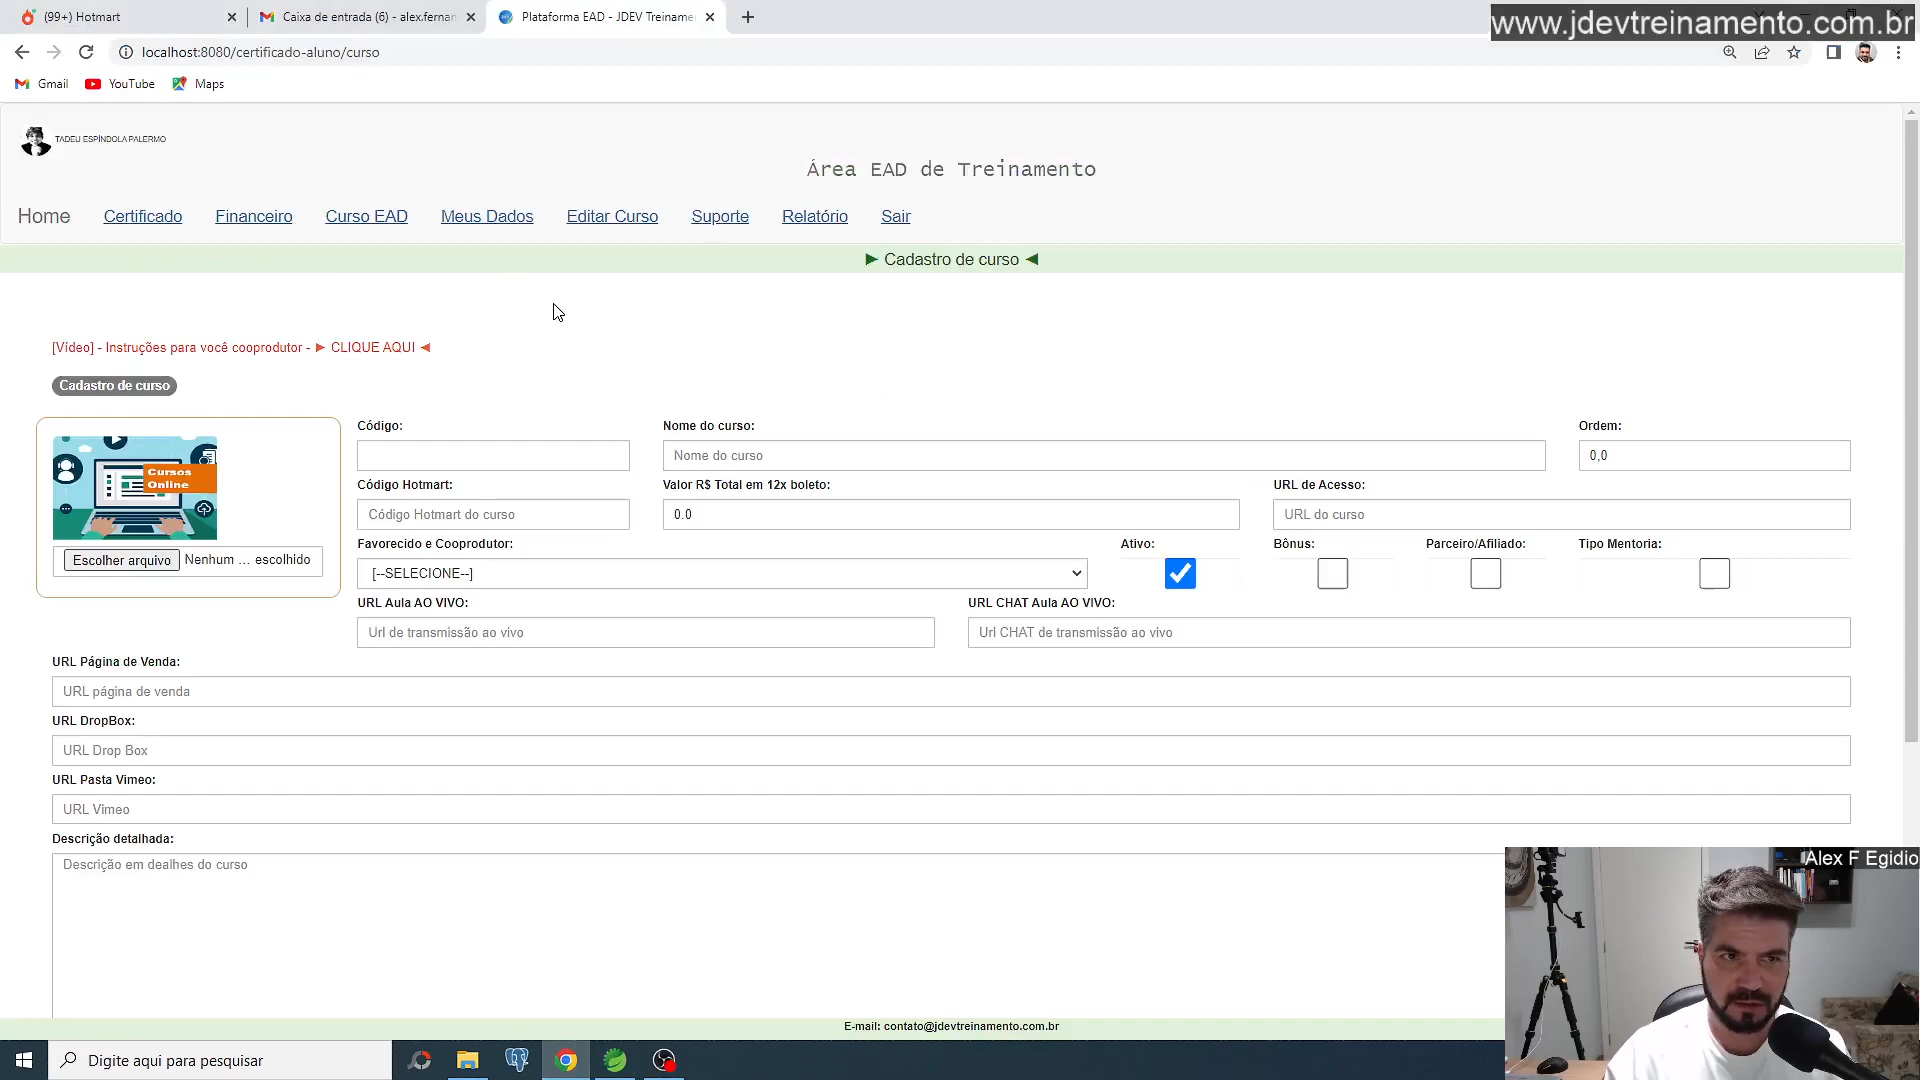 (99+) Hotmart
Caixa de entrada (6) - alex.fernan
Plataforma EAD - JDEV Treiname
www.jdevtreinamento.com.br
localhost:8080/certificado-aluno/curso
Gmail
YouTube
Maps
TADEU ESPÍNDOLA PALERMO
Área EAD de Treinamento
Home
Certificado
Financeiro
Curso EAD
Meus Dados
Editar Curso
Suporte
Relatório
Sair
► Cadastro de curso ◄
[Vídeo] - Instruções para você cooprodutor - ► CLIQUE AQUI ◄
Cadastro de curso
Cursos
Online
Escolher arquivo
Nenhum ... escolhido
Código:
Nome do curso:
Ordem:
Nome do curso
0,0
Código Hotmart:
Valor R$ Total em 12x boleto:
URL de Acesso:
Código Hotmart do curso
0.0
URL do curso
Favorecido e Cooprodutor:
Ativo:
Bônus:
Parceiro/Afiliado:
Tipo Mentoria:
[--SELECIONE--]
URL Aula AO VIVO:
URL CHAT Aula AO VIVO:
Url de transmissão ao vivo
Url CHAT de transmissão ao vivo
URL Página de Venda:
URL página de venda
URL DropBox:
URL Drop Box
URL Pasta Vimeo:
URL Vimeo
Descrição detalhada:
Descrição em dealhes do curso
Alex F Egidio
E-mail: contato@jdevtreinamento.com.br
Digite aqui para pesquisar